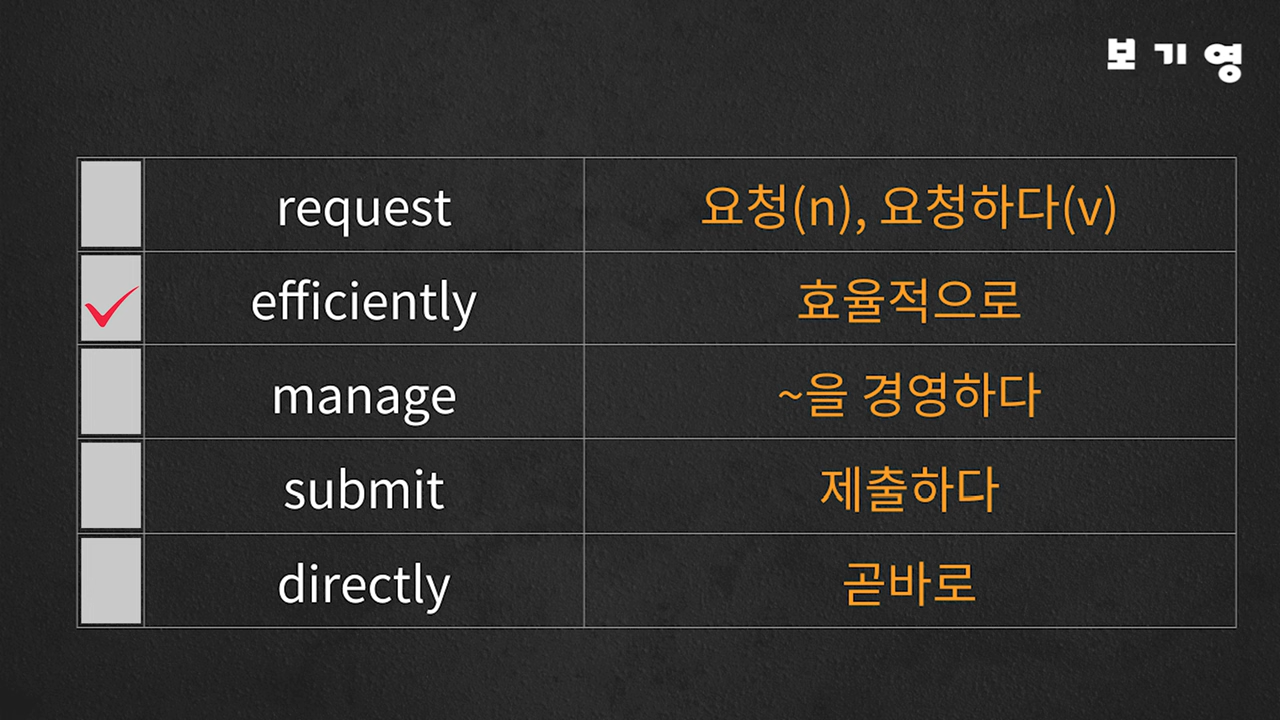 보기영
request 요청(n), 요청하다(v)
efficiently 효율적으로
manage ~을 경영하다
submit 제출하다
directly 곧바로